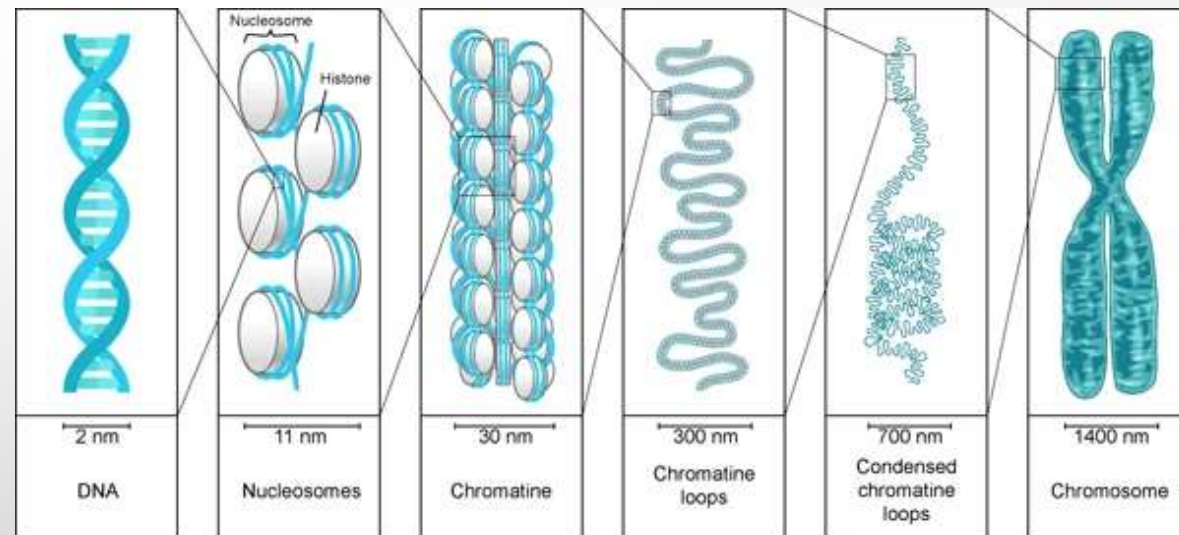 Nucleosome
Histone
2 nm
11 nm
30 nm
300 nm
700 nm
1400 nm
DNA
Nucleosomes
Chromatine
Chromatine
loops
Condensed
chromatine
loops
Chromosome